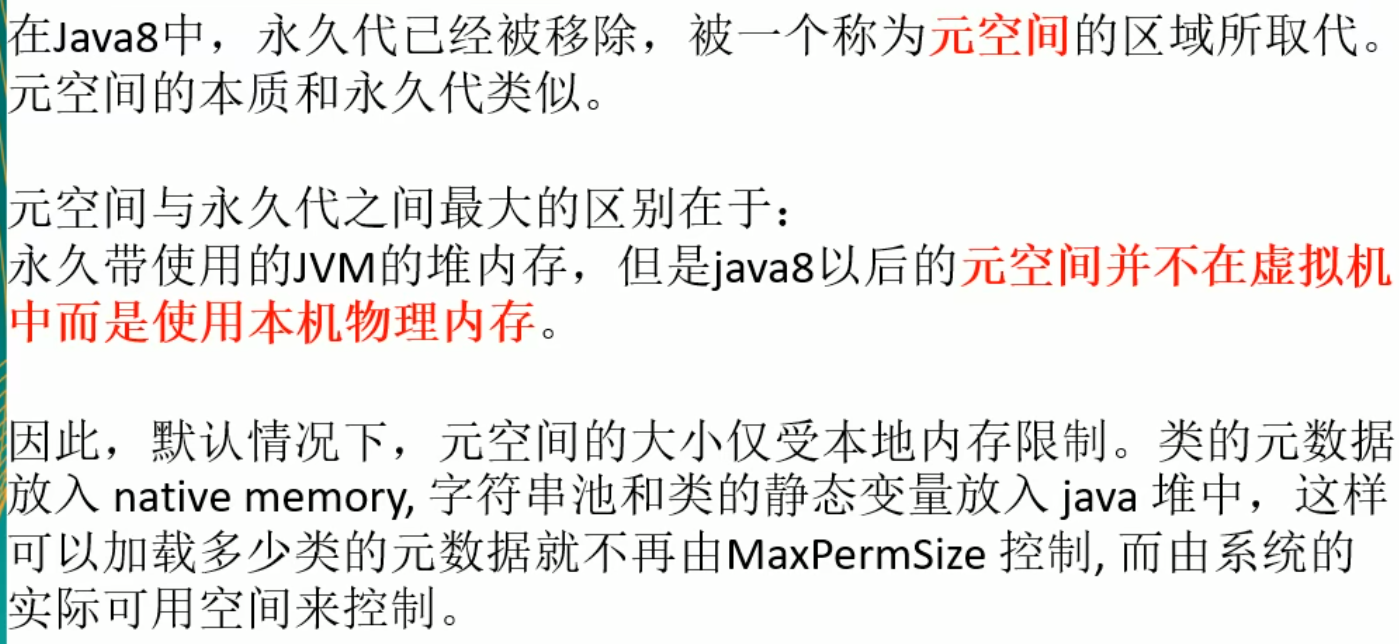 在Java8中，永久代已经被移除，被一个称为元空间的区域所取代。
元空间的本质和永久代类似。
元空间与永久代之间最大的区别在于：
永久带使用的JVM的堆内存，但是java8以后的元空间并不在虚拟机
中而是使用本机物理内存。
因此，默认情况下，元空间的大小仅受本地内存限制。类的元数据
放入 native memory, 字符串池和类的静态变量放入 java 堆中，这样
可以加载多少类的元数据就不再由MaxPermSize 控制, 而由系统的
实际可用空间来控制。